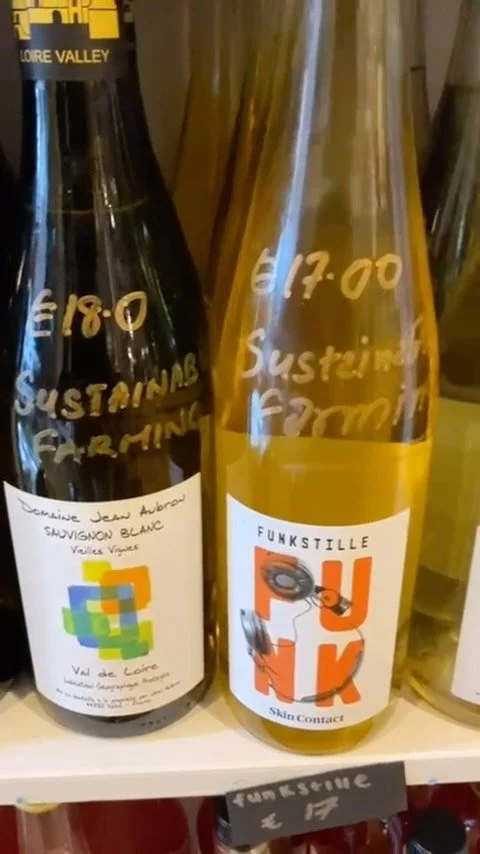 LOIRE VALLEY
€18.0
SUSTAINAB
FARMING
Domaine Jean Aubron
SAUVIGNON BLANC
Vieilles Vignes
Val de Loire
€17.00
Sustainab
Farmin
FUNKSTILLE
FU
NK
Skin Contact
funkstille
€ 17